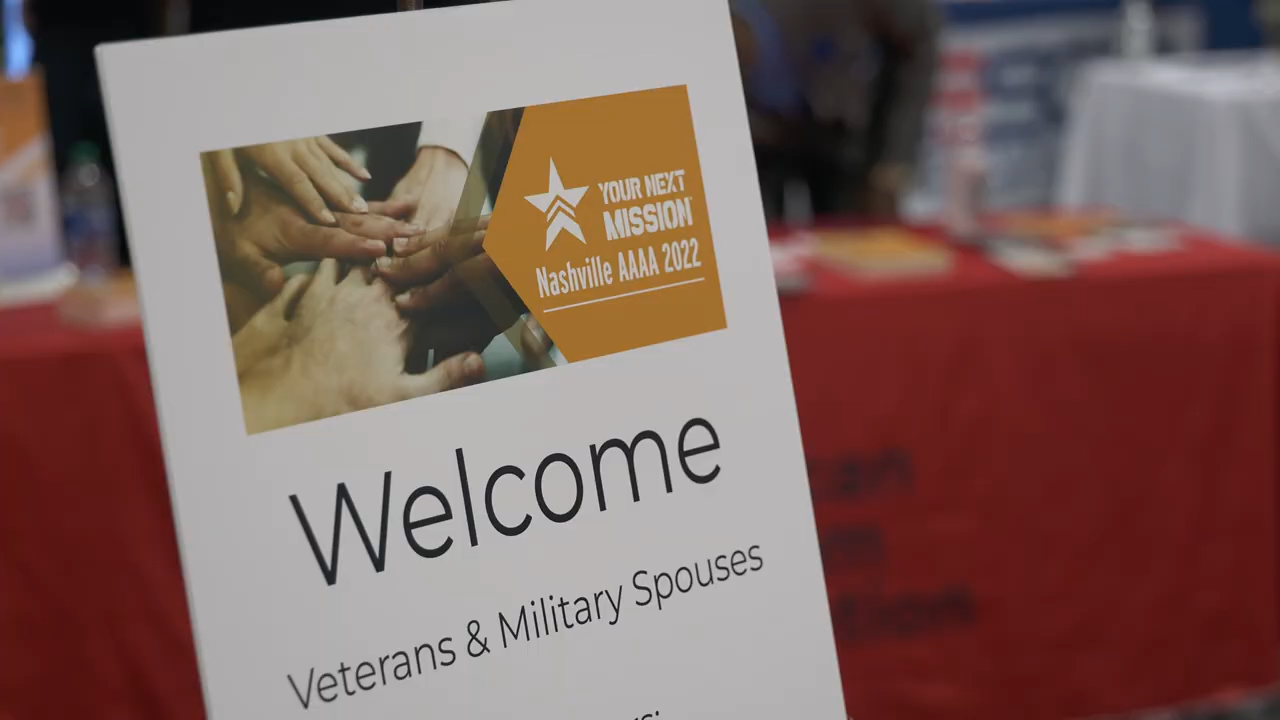 YOUR NEXT
MISSION
Nashville AAAA 2022
Welcome
Veterans & Military Spouses